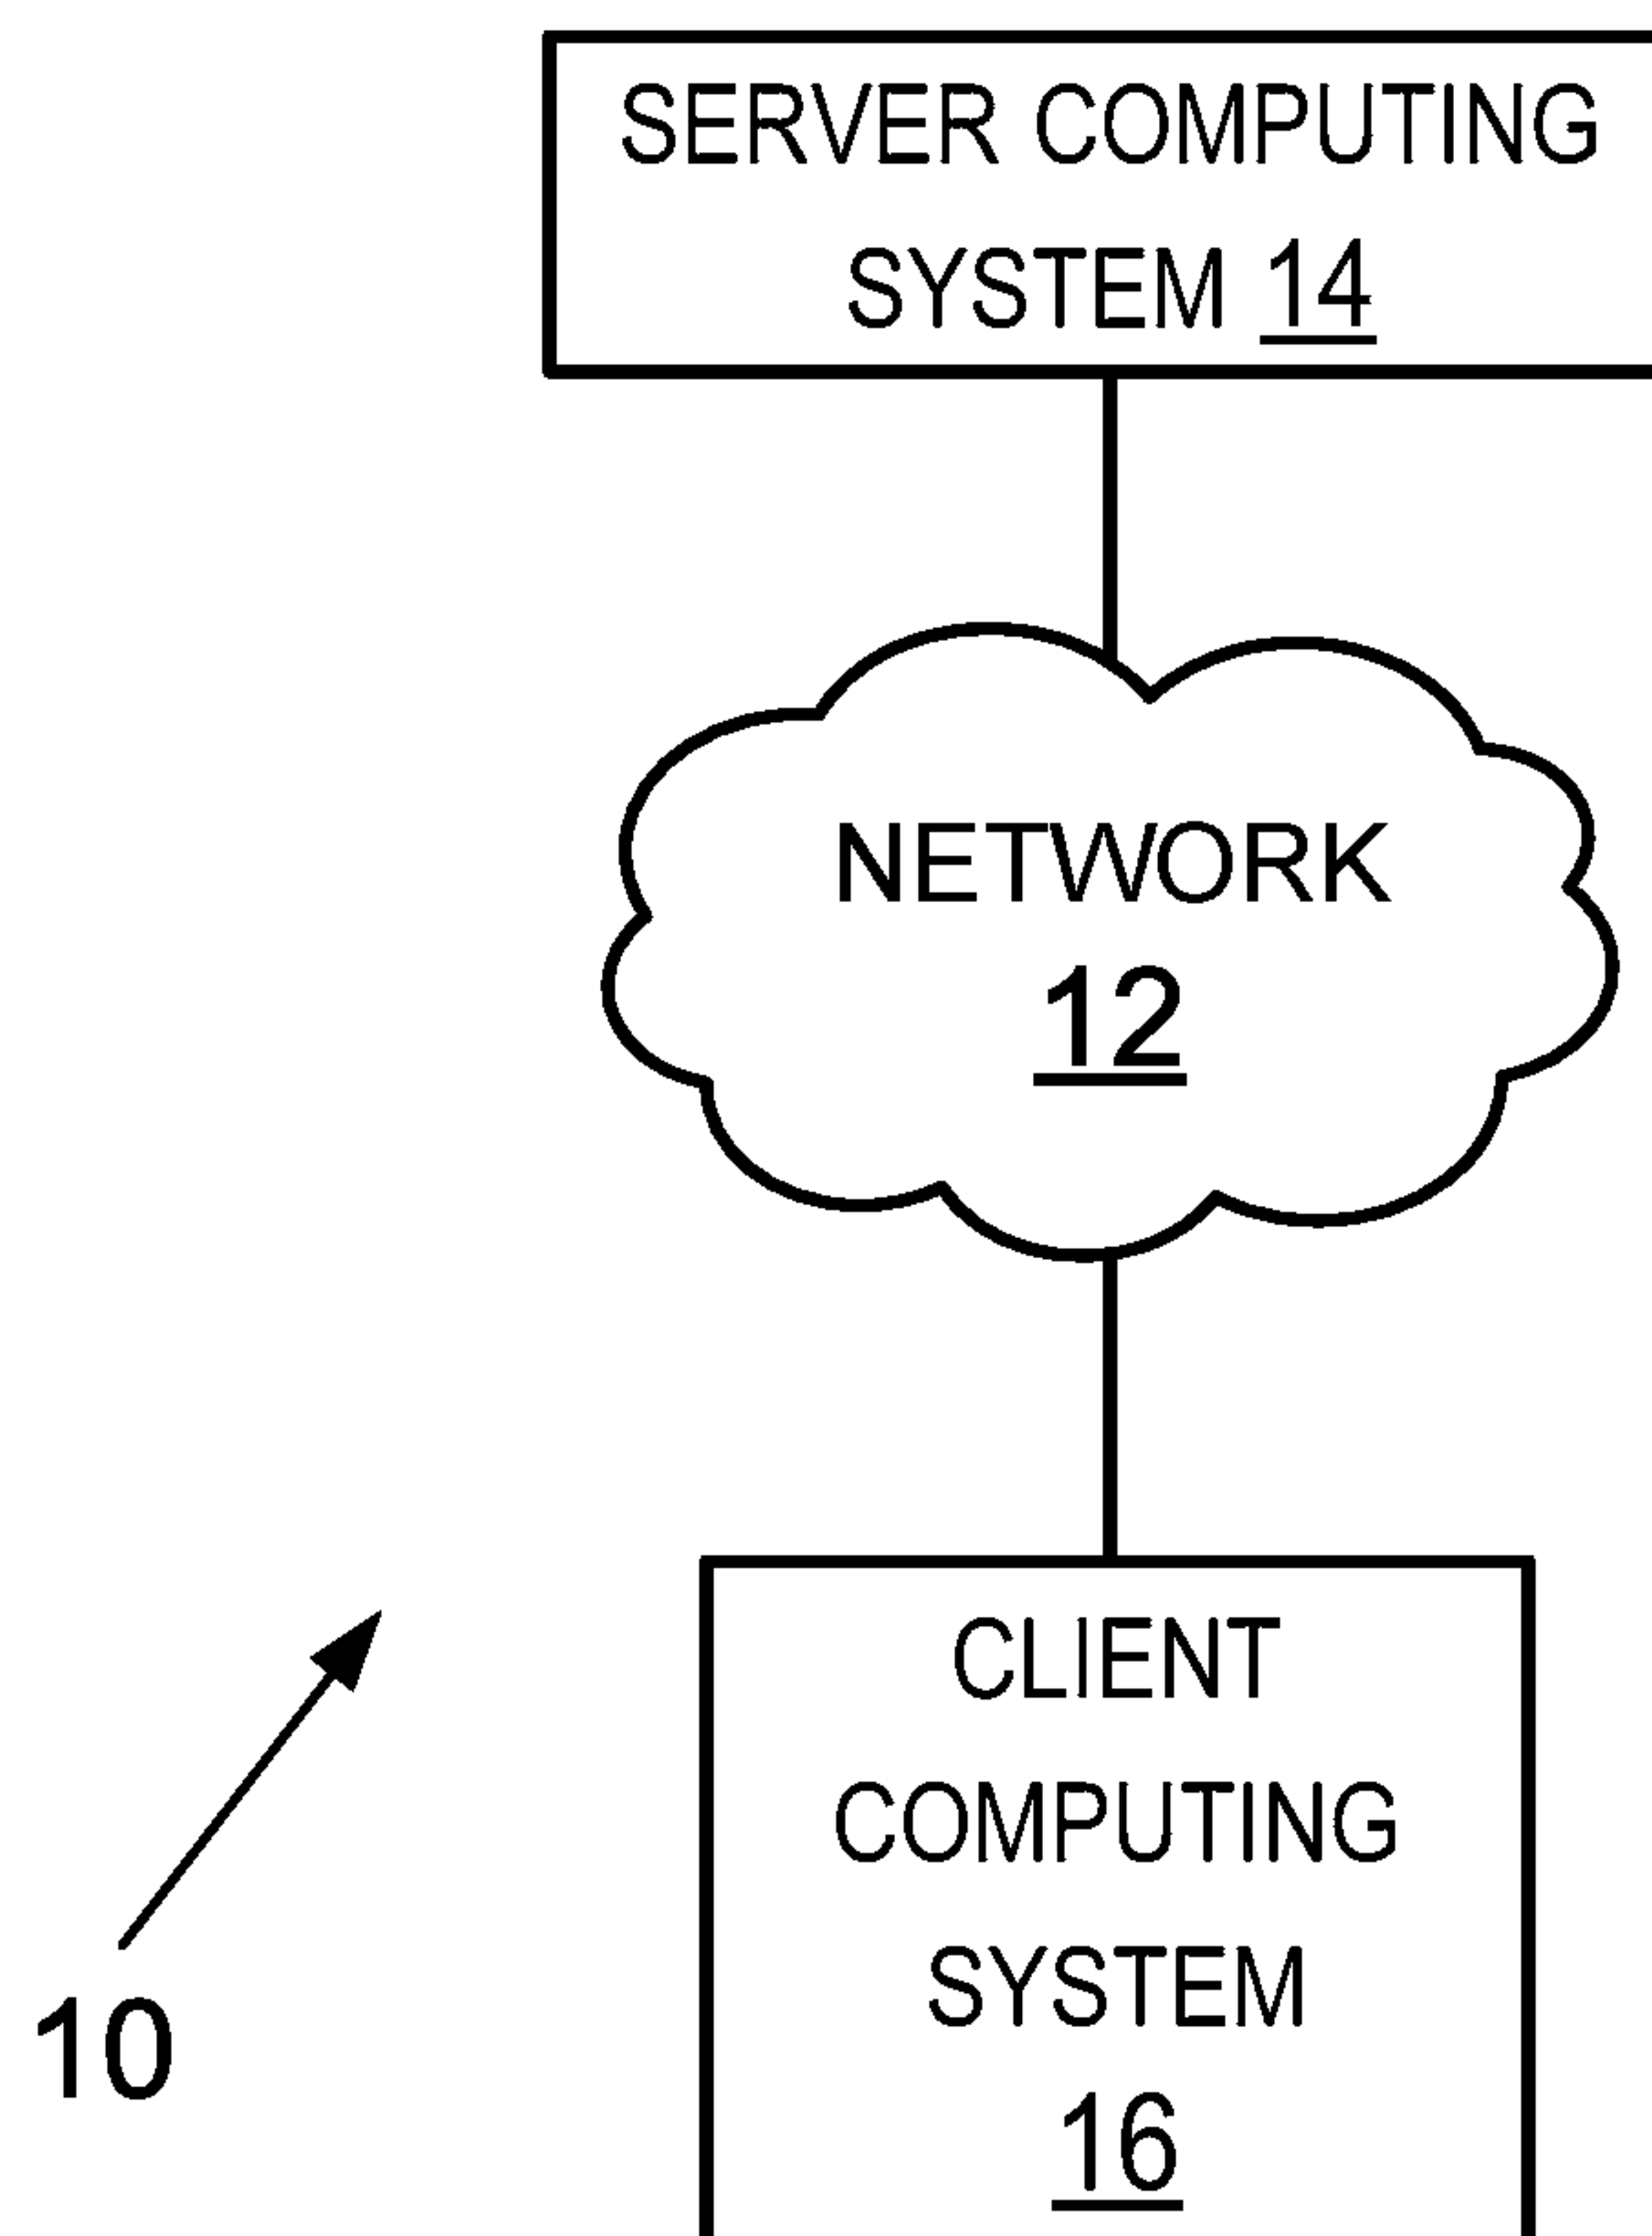 SERVER COMPUTING
SYSTEM 14
NETWORK
12
CLIENT
COMPUTING
SYSTEM
16
10